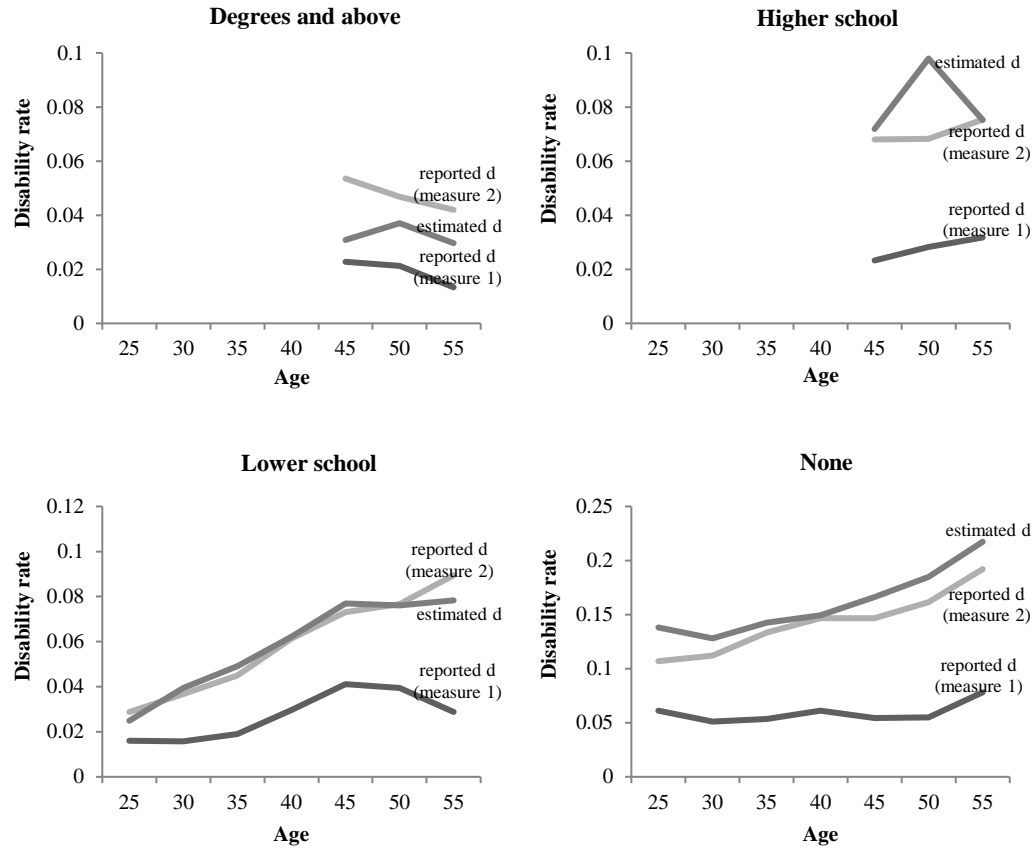 Degrees and above
Disability rate
0.1
0.08
0.06
0.04
0.02
0
reported d
(measure 2)
estimated d
reported d
(measure 1)
25 30 35 40 45 50 55
Age
Higher school
Disability rate
0.1
0.08
0.06
0.04
0.02
0
estimated d
reported d
(measure 2)
reported d
(measure 1)
25 30 35 40 45 50 55
Age
Lower school
Disability rate
0.12
0.1
0.08
0.06
0.04
0.02
0
reported d
(measure 2)
estimated d
reported d
(measure 1)
25 30 35 40 45 50 55
Age
None
Disability rate
0.25
0.2
0.15
0.1
0.05
0
estimated d
reported d
(measure 2)
reported d
(measure 1)
25 30 35 40 45 50 55
Age